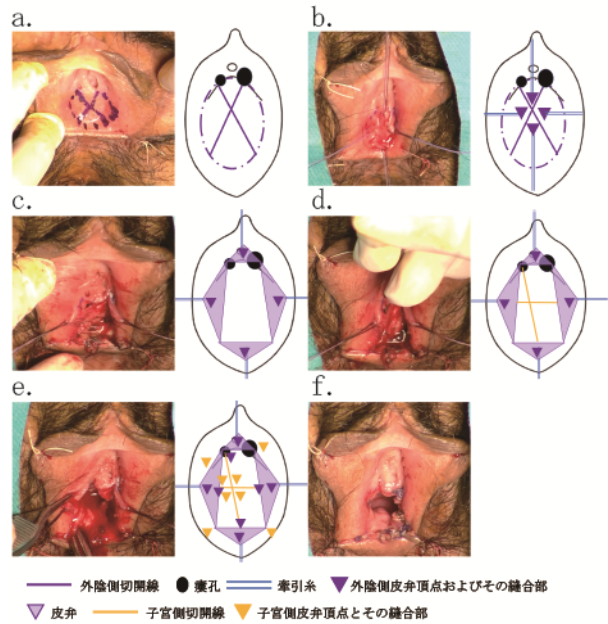 a.
b.
c.
d.
e.
f.
外陰側切開線
瘻孔
牽引糸
外陰側皮弁頂点およびその縫合部
皮弁
子宮側切開線
子宮側皮弁頂点とその縫合部